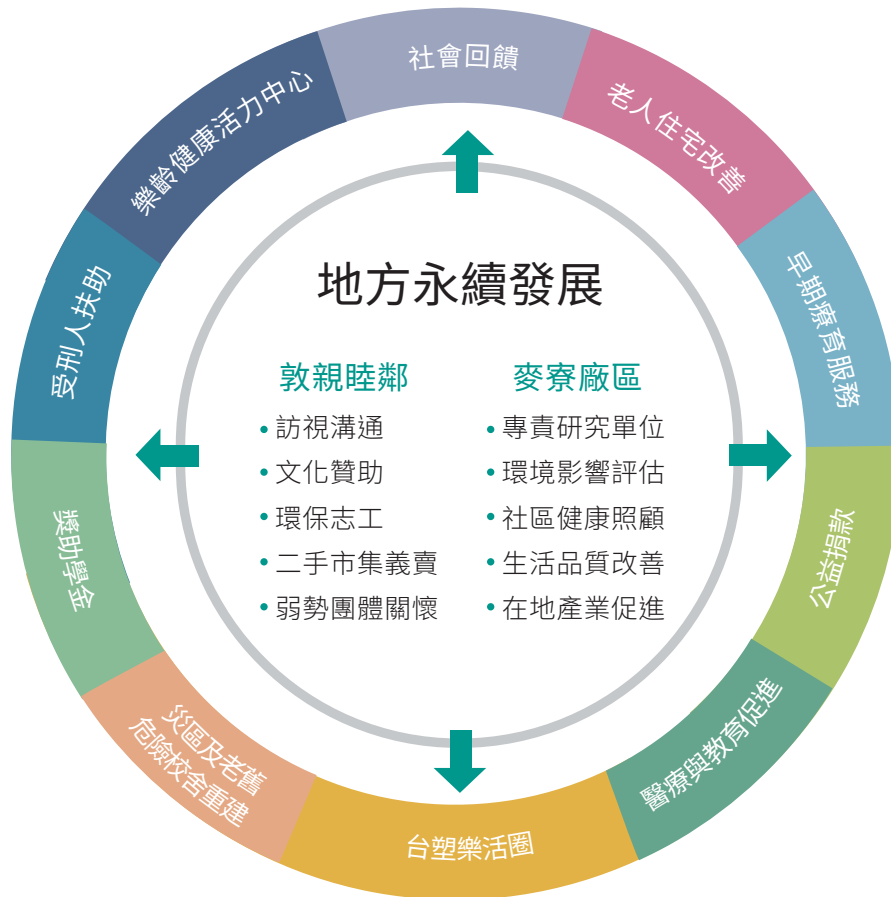 社會回饋
老人住宅改善
早期療育服務
公益捐款
醫療與教育促進
台塑樂活圈
災區及老舊
危險校舍重建
獎助學金
受刑人扶助
樂齡健康活力中心
地方永續發展
敦親睦鄰
• 訪視溝通
• 文化贊助
• 環保志工
• 二手市集義賣
• 弱勢團體關懷
麥寮廠區
• 專責研究單位
• 環境影響評估
• 社區健康照顧
• 生活品質改善
• 在地產業促進